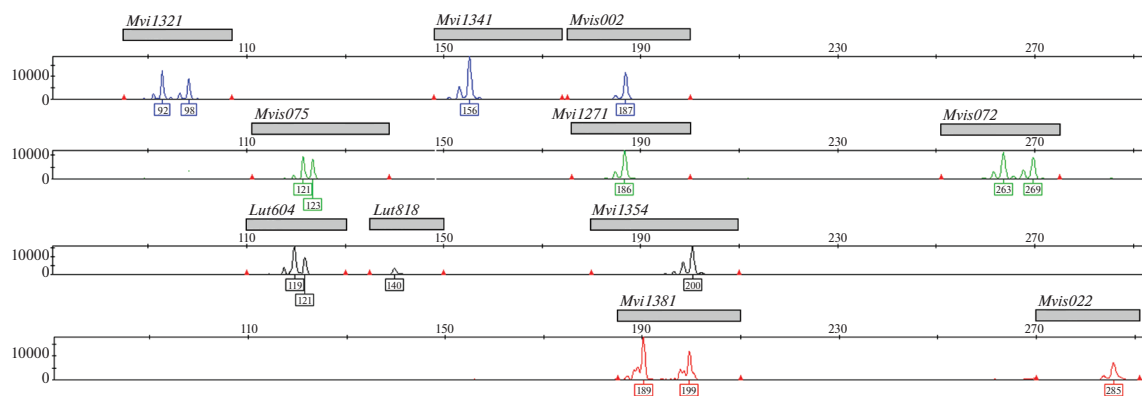 Mvi1321 Mvi1341 Mvis002
110 150 190 230 270
10000
0
92 98 156 187
Mvis075 Mvi1271 Mvis072
110 150 190 230 270
10000
0
121 186 263 269
123
Lut604 Lut818 Mvi1354
110 150 190 230 270
10000
0
119 140 200
121
Mvi1381 Mvis022
110 150 190 230 270
10000
0
189 199 285